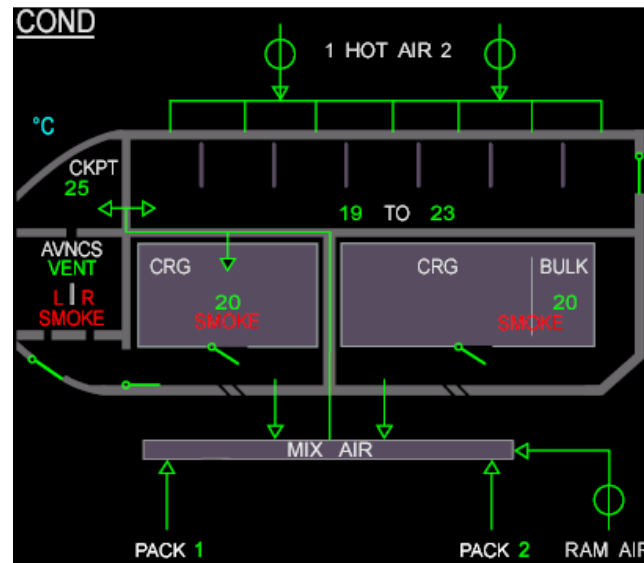 COND
1 HOT AIR 2
°C
CKPT
25
19 TO 23
AVNCS
VENT
L R
SMOKE
CRG
20
SMOKE
CRG
BULK
20
SMOKE
MIX AIR
PACK 1
PACK 2
RAM AIR